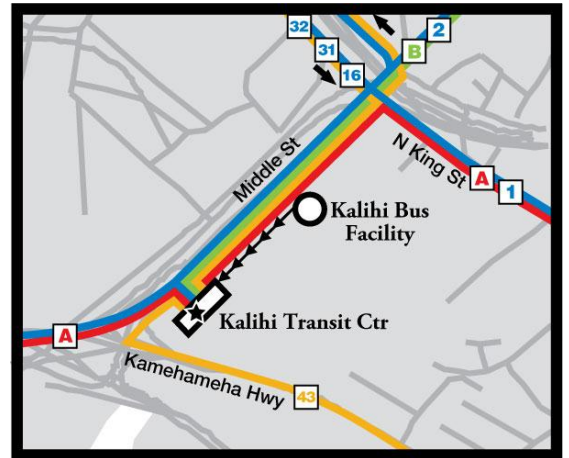 32
31
16
2
B
Middle St
N King St
A
1
Kalihi Bus
Facility
Kalihi Transit Ctr
A
Kamehameha Hwy
43